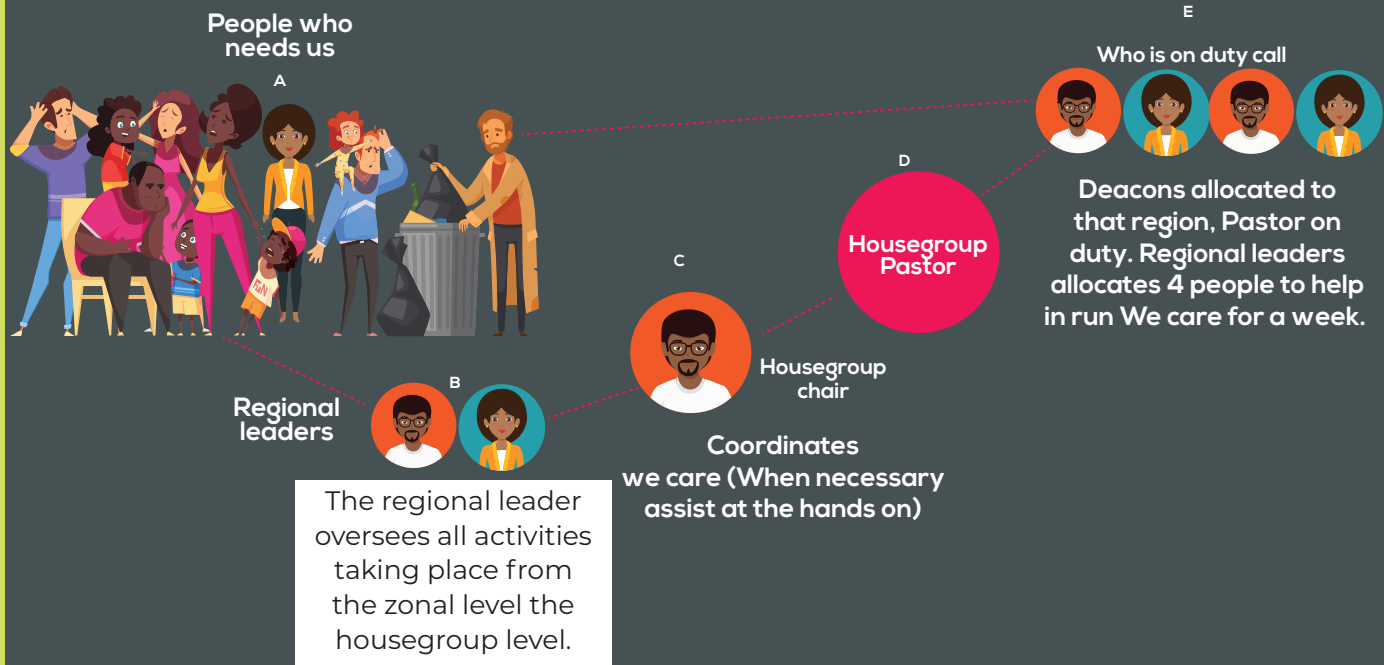 People who
needs us
A
FuN
Regional
leaders
B
The regional leader
oversees all activities
taking place from
the zonal level the
housegroup level.
C
Housegroup
chair
Coordinates
we care (When necessary
assist at the hands on)
D
Housegroup
Pastor
E
Who is on duty call
Deacons allocated to
that region, Pastor on
duty. Regional leaders
allocates 4 people to help
in run We care for a week.